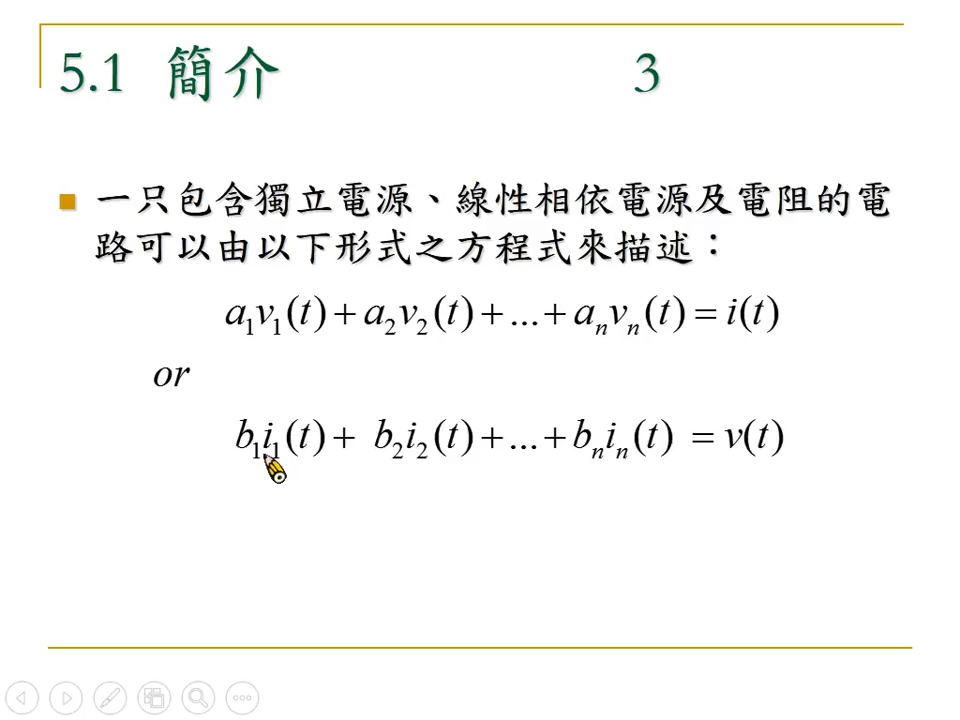 5.1 簡介 3
一只包含獨立電源、線性相依電源及電阻的電
路可以由以下形式之方程式來描述：
a₁v₁(t) + a₂v₂(t) + ... + aₙvₙ(t) = i(t)
or
b₁i₁(t) + b₂i₂(t) + ... + bₙiₙ(t) = v(t)